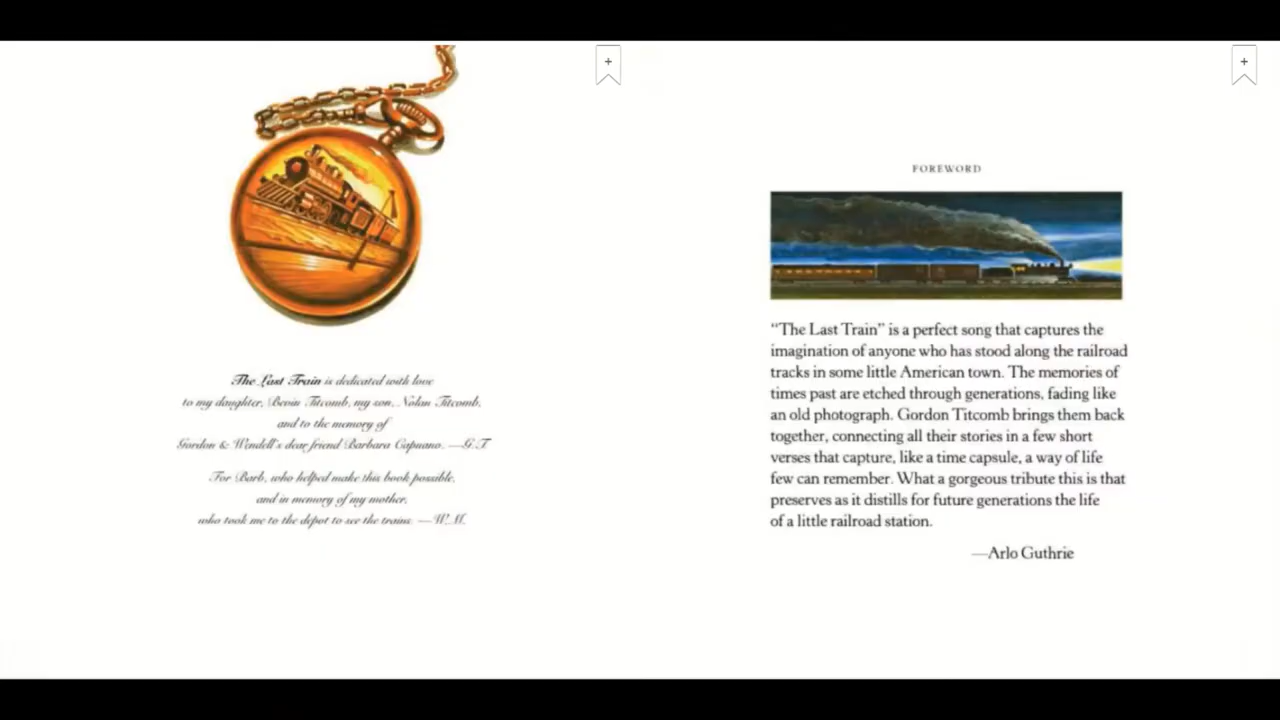 The Last Train is dedicated with love
to my daughter, Bevin Titcomb, my son, Nolan Titcomb,
and to the memory of
Gordon & Wendell's dear friend Barbara Capuano. —G.T
For Barb, who helped make this book possible,
and in memory of my mother,
who took me to the depot to see the trains. —W.M.
FOREWORD
“The Last Train” is a perfect song that captures the
imagination of anyone who has stood along the railroad
tracks in some little American town. The memories of
times past are etched through generations, fading like
an old photograph. Gordon Titcomb brings them back
together, connecting all their stories in a few short
verses that capture, like a time capsule, a way of life
few can remember. What a gorgeous tribute this is that
preserves as it distills for future generations the life
of a little railroad station.
—Arlo Guthrie